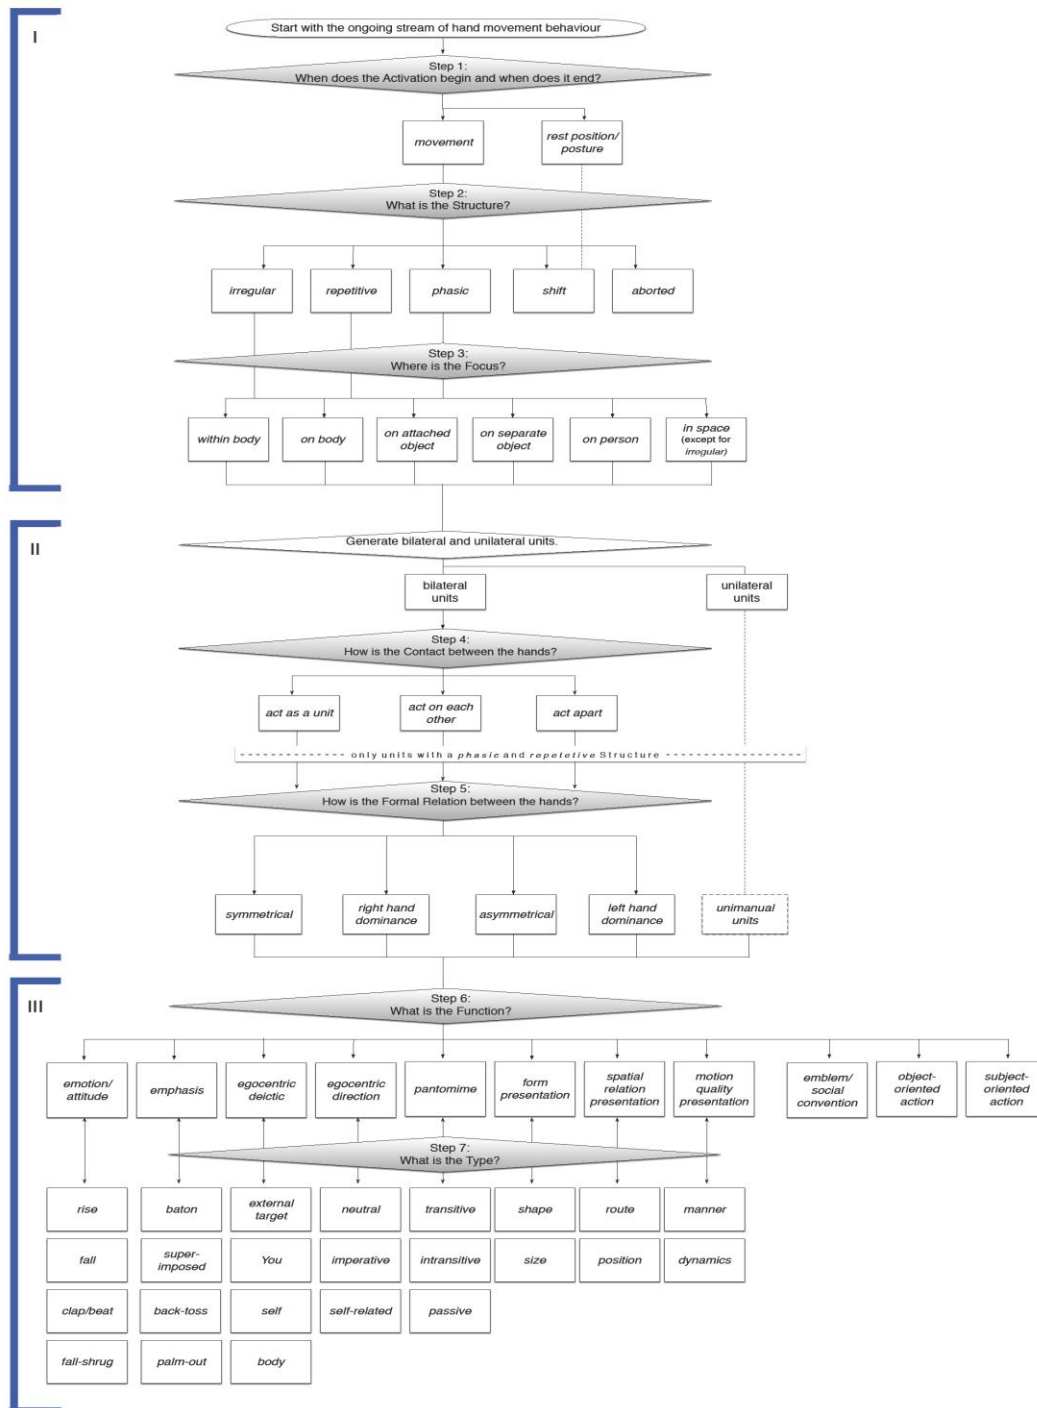 I
Start with the ongoing stream of hand movement behaviour
Step 1:
When does the Activation begin and when does it end?
movement
rest position/
posture
Step 2:
What is the Structure?
irregular
repetitive
phasic
shift
aborted
Step 3:
Where is the Focus?
within body
on body
on attached
object
on separate
object
on person
in space
(except for
irregular)
II
Generate bilateral and unilateral units.
bilateral
units
unilateral
units
Step 4:
How is the Contact between the hands?
act as a unit
act on each
other
act apart
only units with a phasic and repetetive Structure
Step 5:
How is the Formal Relation between the hands?
symmetrical
right hand
dominance
asymmetrical
left hand
dominance
unimanual
units
III
Step 6:
What is the Function?
emotion/
attitude
emphasis
egocentric
deictic
egocentric
direction
pantomime
form
presentation
spatial
relation
presentation
motion
quality
presentation
emblem/
social
convention
object-
oriented
action
subject-
oriented
action
Step 7:
What is the Type?
rise
baton
external
target
neutral
transitive
shape
route
manner
fall
super-
imposed
You
imperative
intransitive
size
position
dynamics
clap/beat
back-toss
self
self-related
passive
fall-shrug
palm-out
body